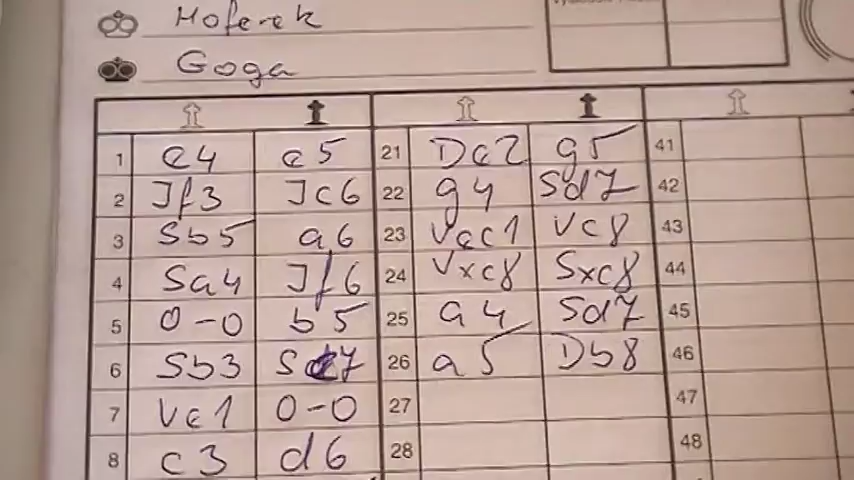 Hoferek
Goga
1 e4 e5 21 De2 g5 41
2 Jf3 Jc6 22 g4 Sd7 42
3 Sb5 a6 23 Vec1 Vc8 43
4 Sa4 Jf6 24 Vxc8 Sxc8 44
5 0-0 b5 25 a4 Sd7 45
6 Sb3 Se7 26 a5 Db8 46
7 Ve1 0-0 27 47
8 c3 d6 28 48